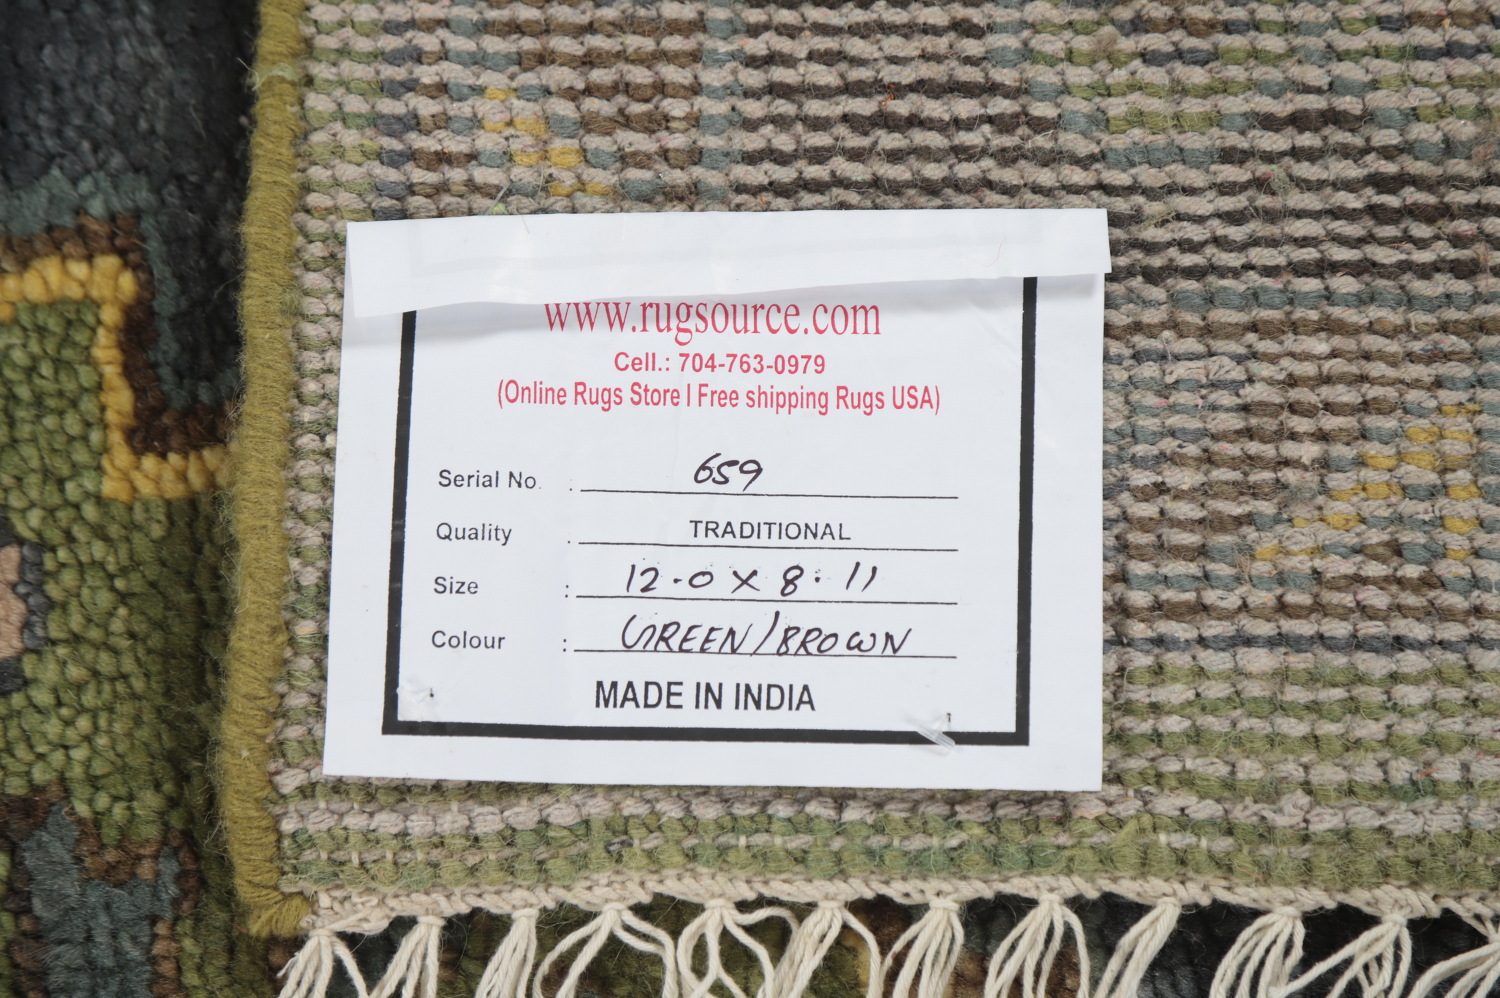 www.rugsource.com
Cell.: 704-763-0979
(Online Rugs Store I Free shipping Rugs USA)
Serial No. : 659
Quality : TRADITIONAL
Size : 12.0 X 8.11
Colour : GREEN/BROWN
MADE IN INDIA